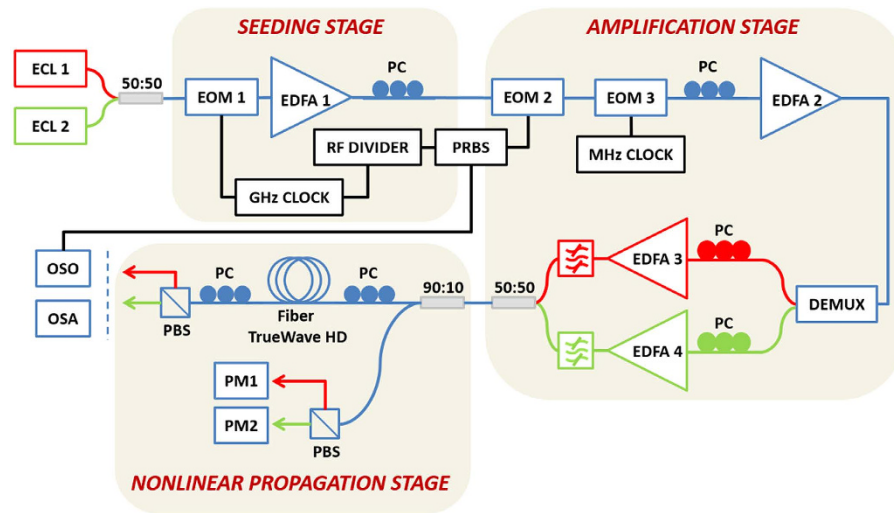 SEEDING STAGE
AMPLIFICATION STAGE
ECL 1
ECL 2
50:50
EOM 1
EDFA 1
PC
EOM 2
EOM 3
PC
EDFA 2
RF DIVIDER
PRBS
MHz CLOCK
GHz CLOCK
OSO
OSA
PBS
PC
Fiber
TrueWave HD
PC
90:10
50:50
EDFA 3
PC
DEMUX
EDFA 4
PC
PM1
PM2
PBS
NONLINEAR PROPAGATION STAGE